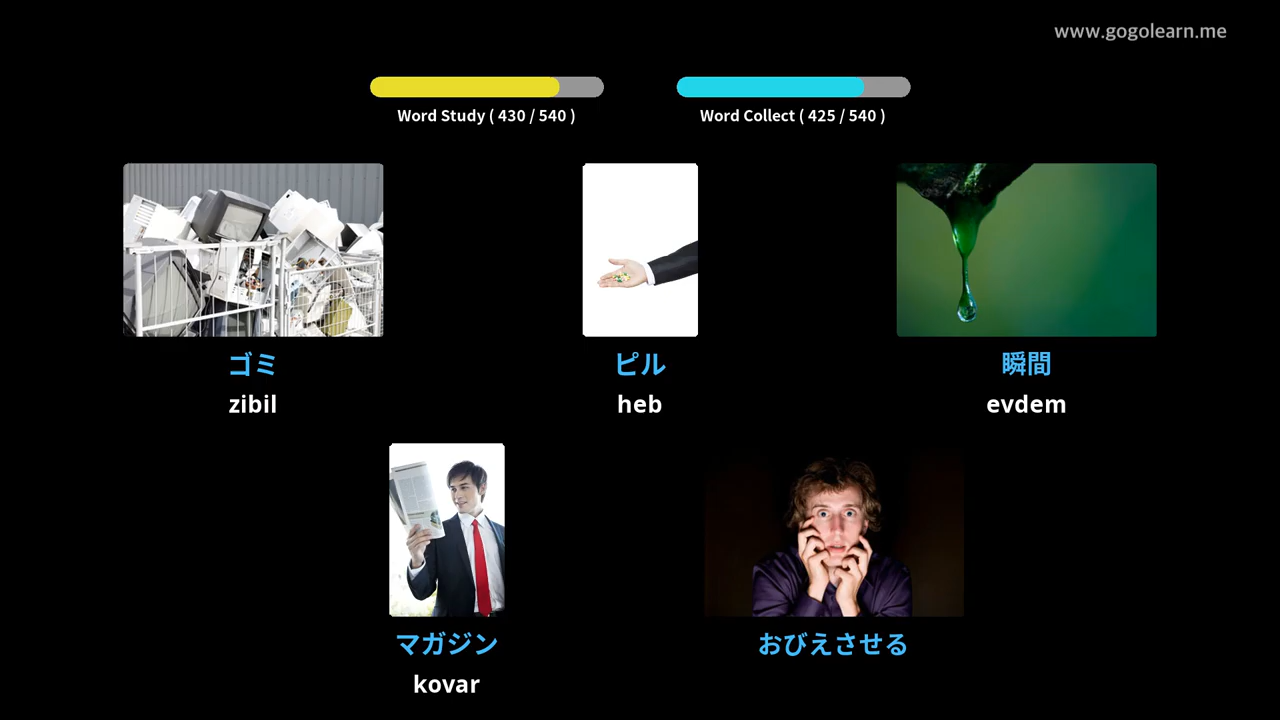 www.gogolearn.me
Word Study ( 430 / 540 )
Word Collect ( 425 / 540 )
ゴミ
zibil
ピル
heb
瞬間
evdem
マガジン
kovar
おびえさせる